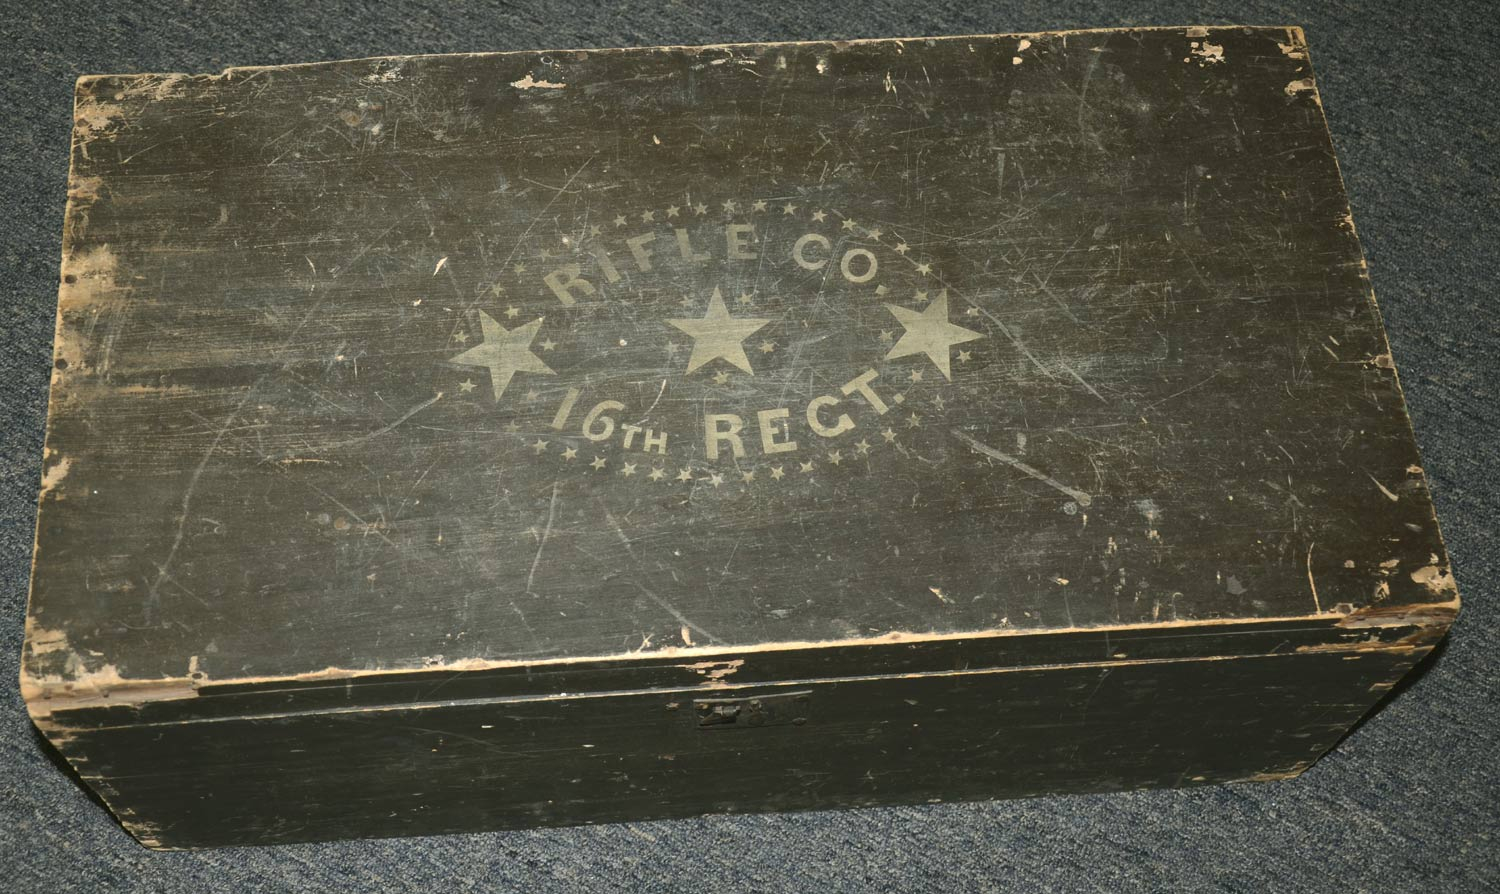 RIFLE CO.
16TH REGT.